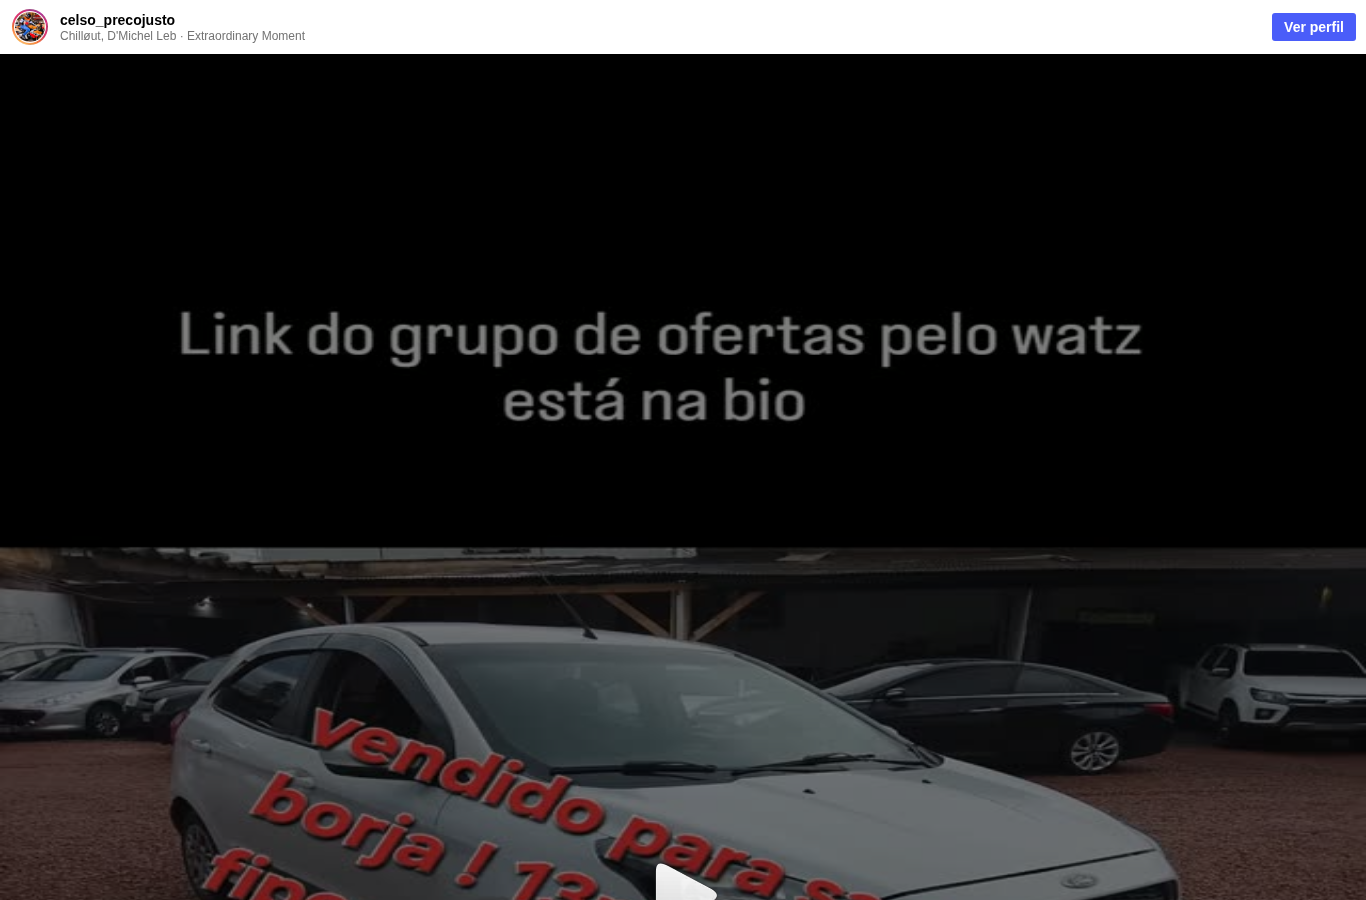 celso_precojusto
Chilløut, D'Michel Leb · Extraordinary Moment
Ver perfil
Link do grupo de ofertas pelo watz
está na bio
vendido para
borja ! 13